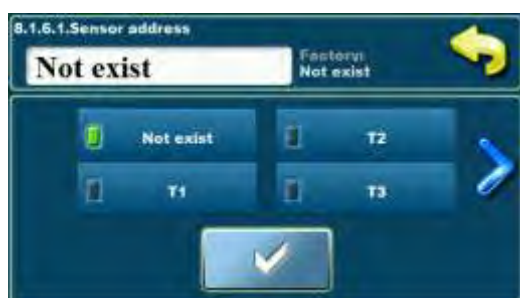 8.1.6.1.Sensor address
Not exist
Factory:
Not exist
Not exist
T2
T1
T3